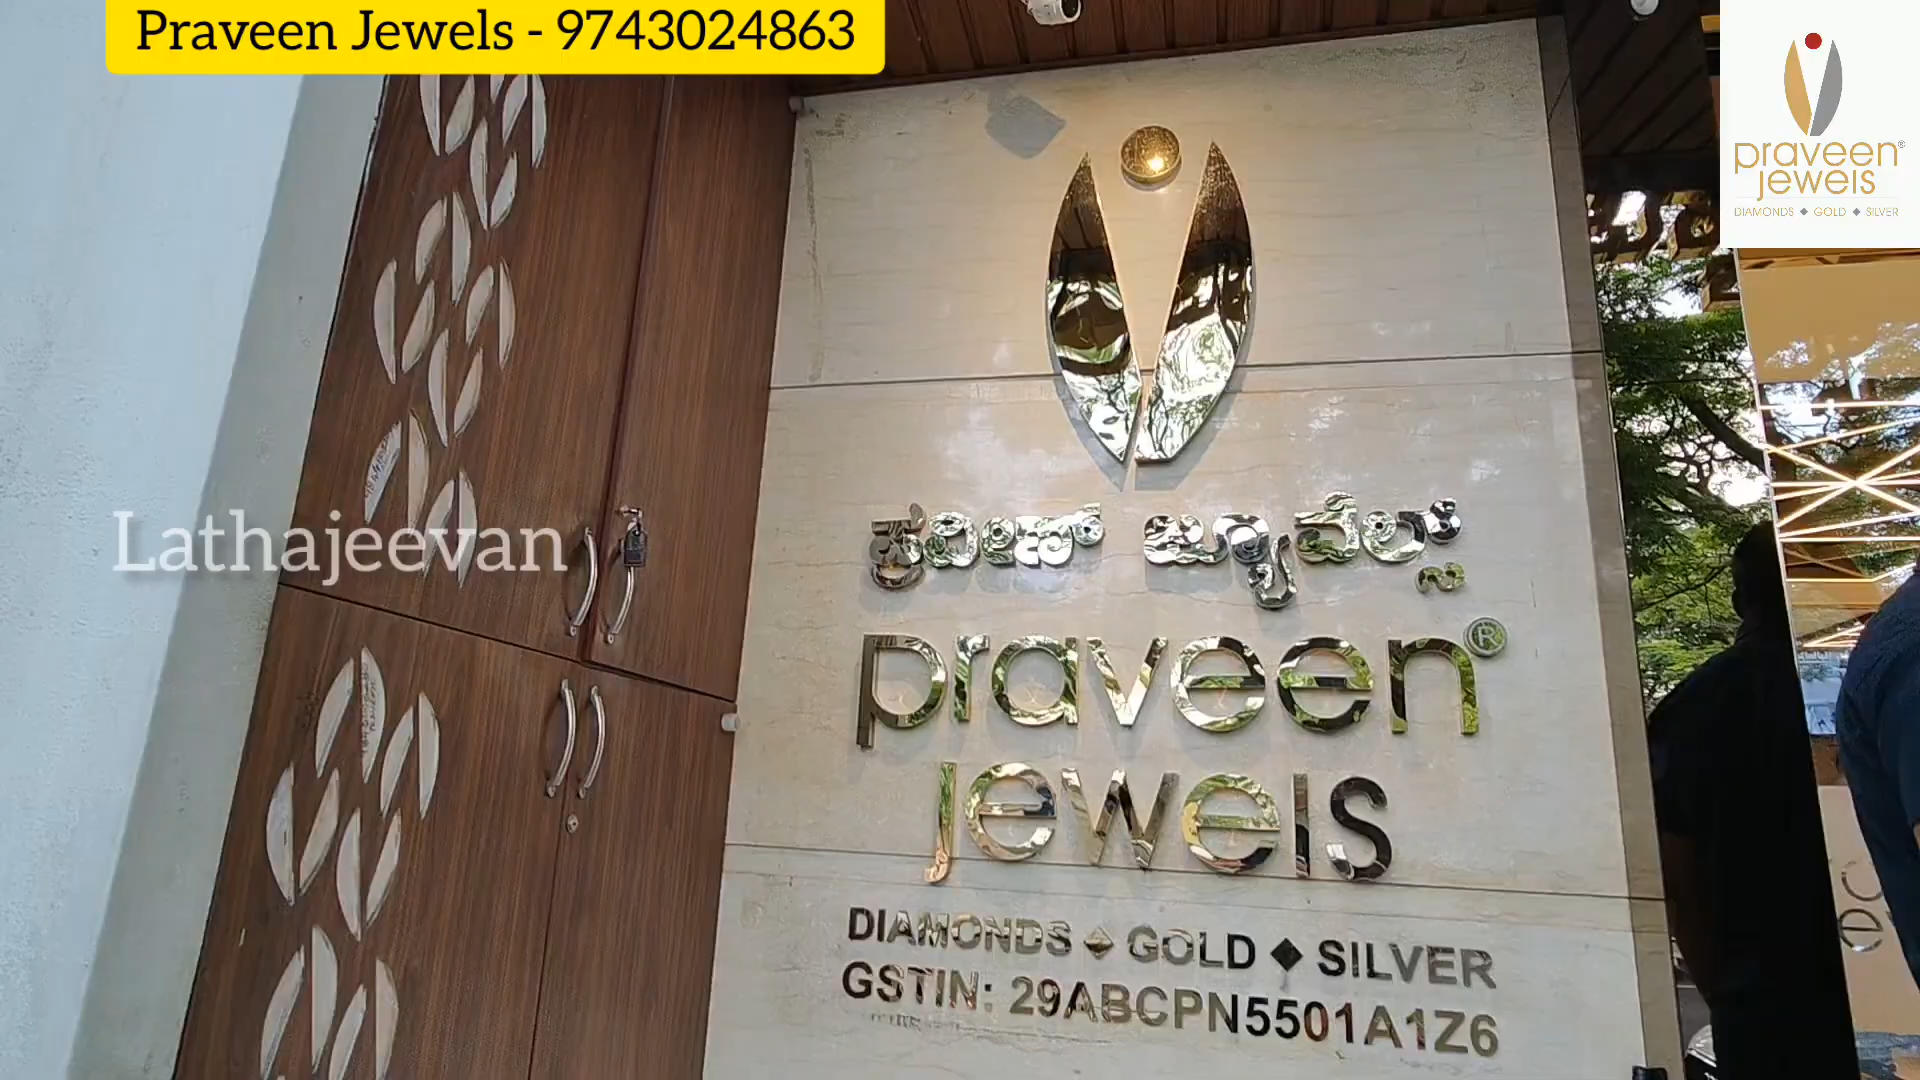 Praveen Jewels - 9743024863
praveen®
jewels
DIAMONDS ◆ GOLD ◆ SILVER
Lathajeevan
ಪ್ರವೀಣ್ ಜ್ಯೂವೆಲ್ಸ್
praveen®
jewels
DIAMONDS ◆ GOLD ◆ SILVER
GSTIN: 29ABCPN5501A1Z6